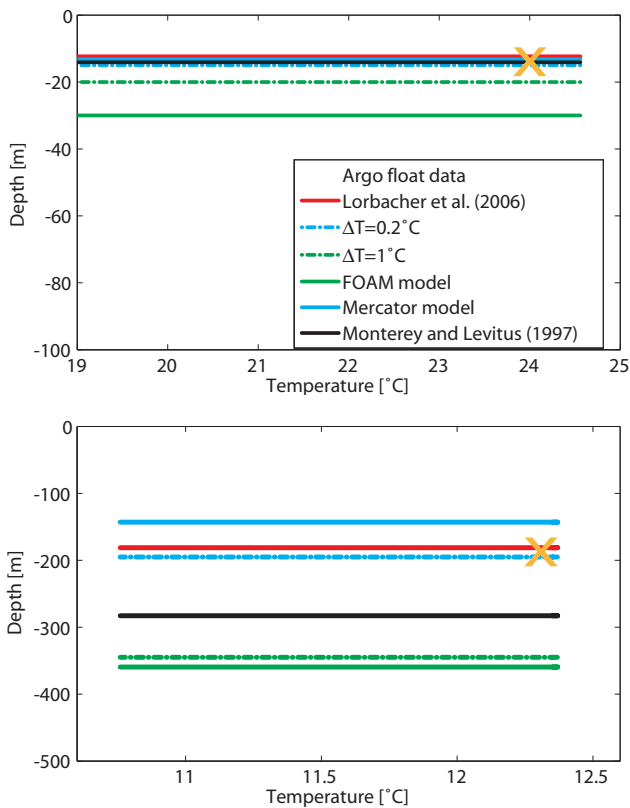 0
-20
-40
-60
-80
-100
Depth [m]
Argo float data
Lorbacher et al. (2006)
ΔT=0.2˚C
ΔT=1˚C
FOAM model
Mercator model
Monterey and Levitus (1997)
19 20 21 22 23 24 25
Temperature [˚C]
0
-100
-200
-300
-400
-500
Depth [m]
11 11.5 12 12.5
Temperature [˚C]